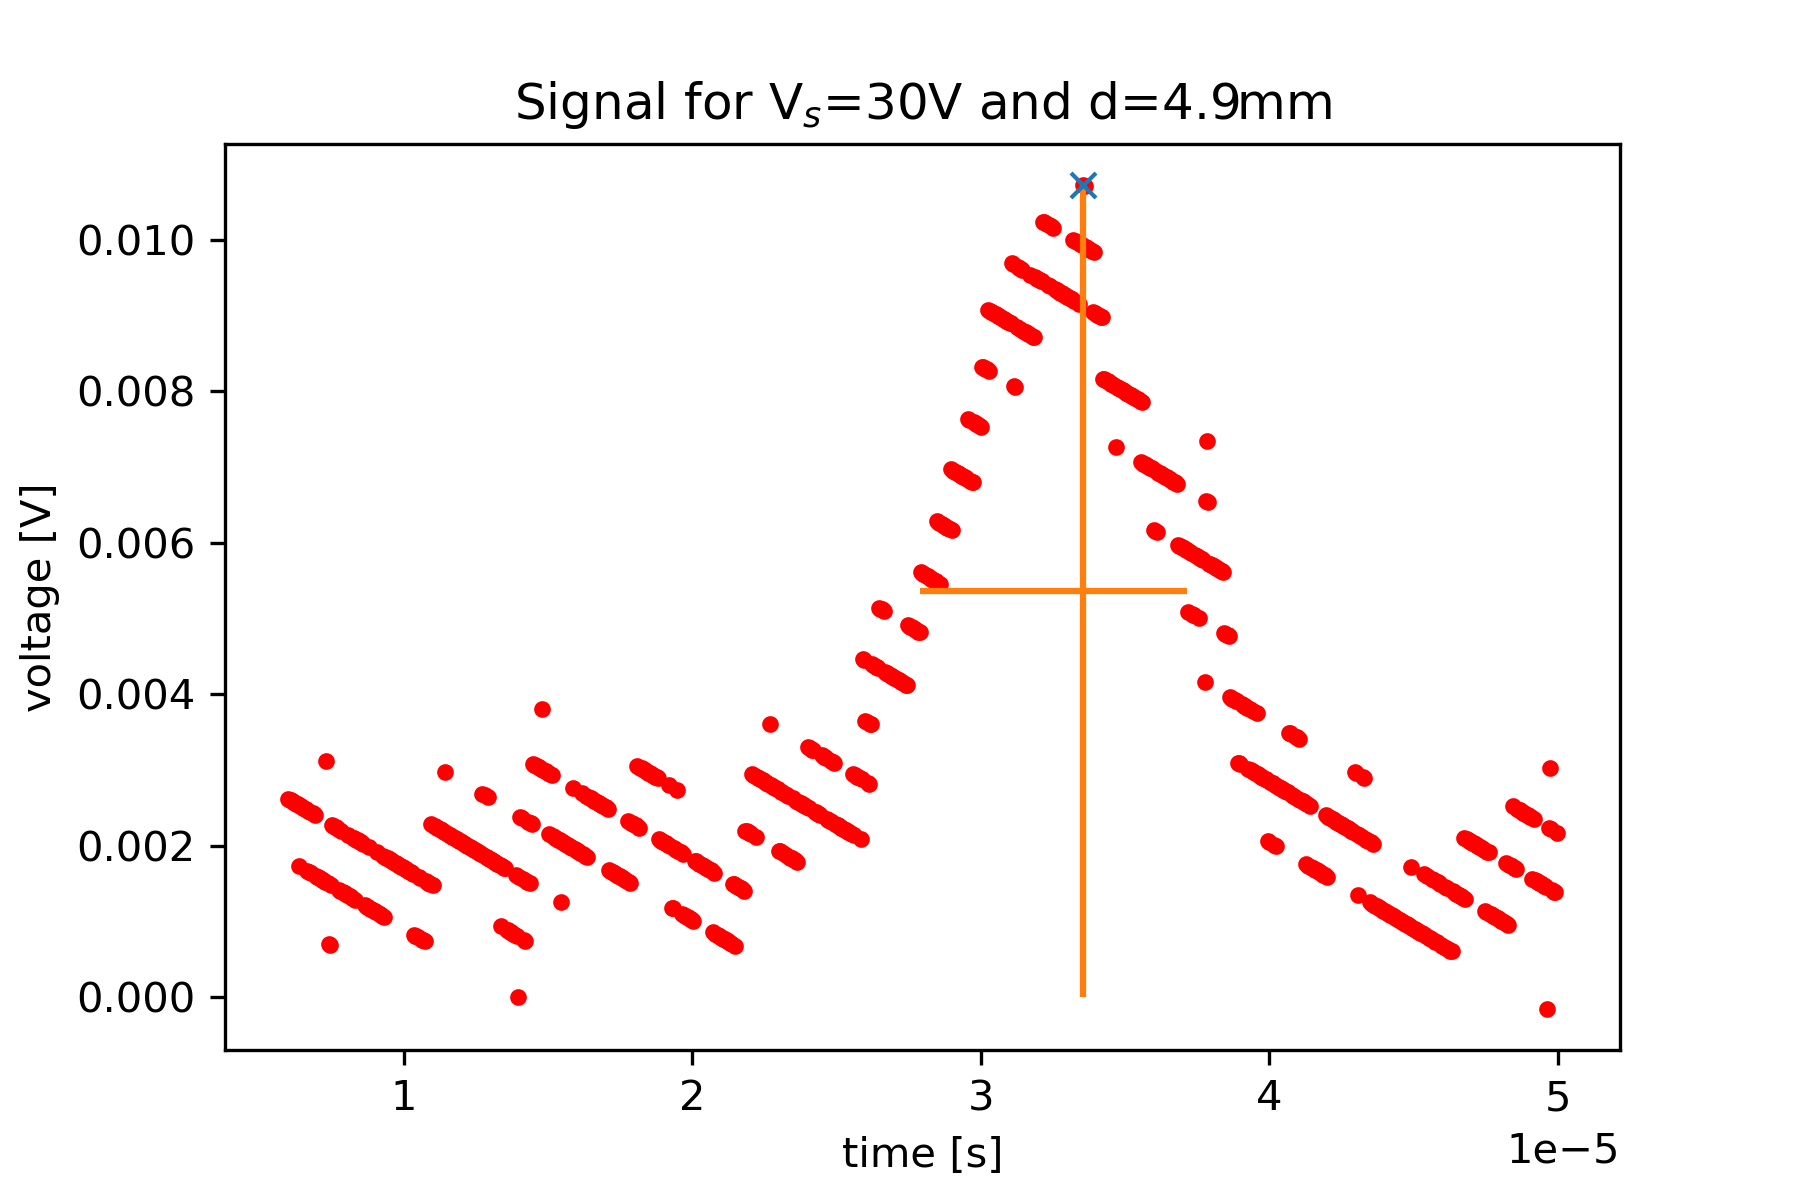 Signal for Vₛ=30V and d=4.9mm
voltage [V]
0.010
0.008
0.006
0.004
0.002
0.000
1 2 3 4 5
1e−5
time [s]